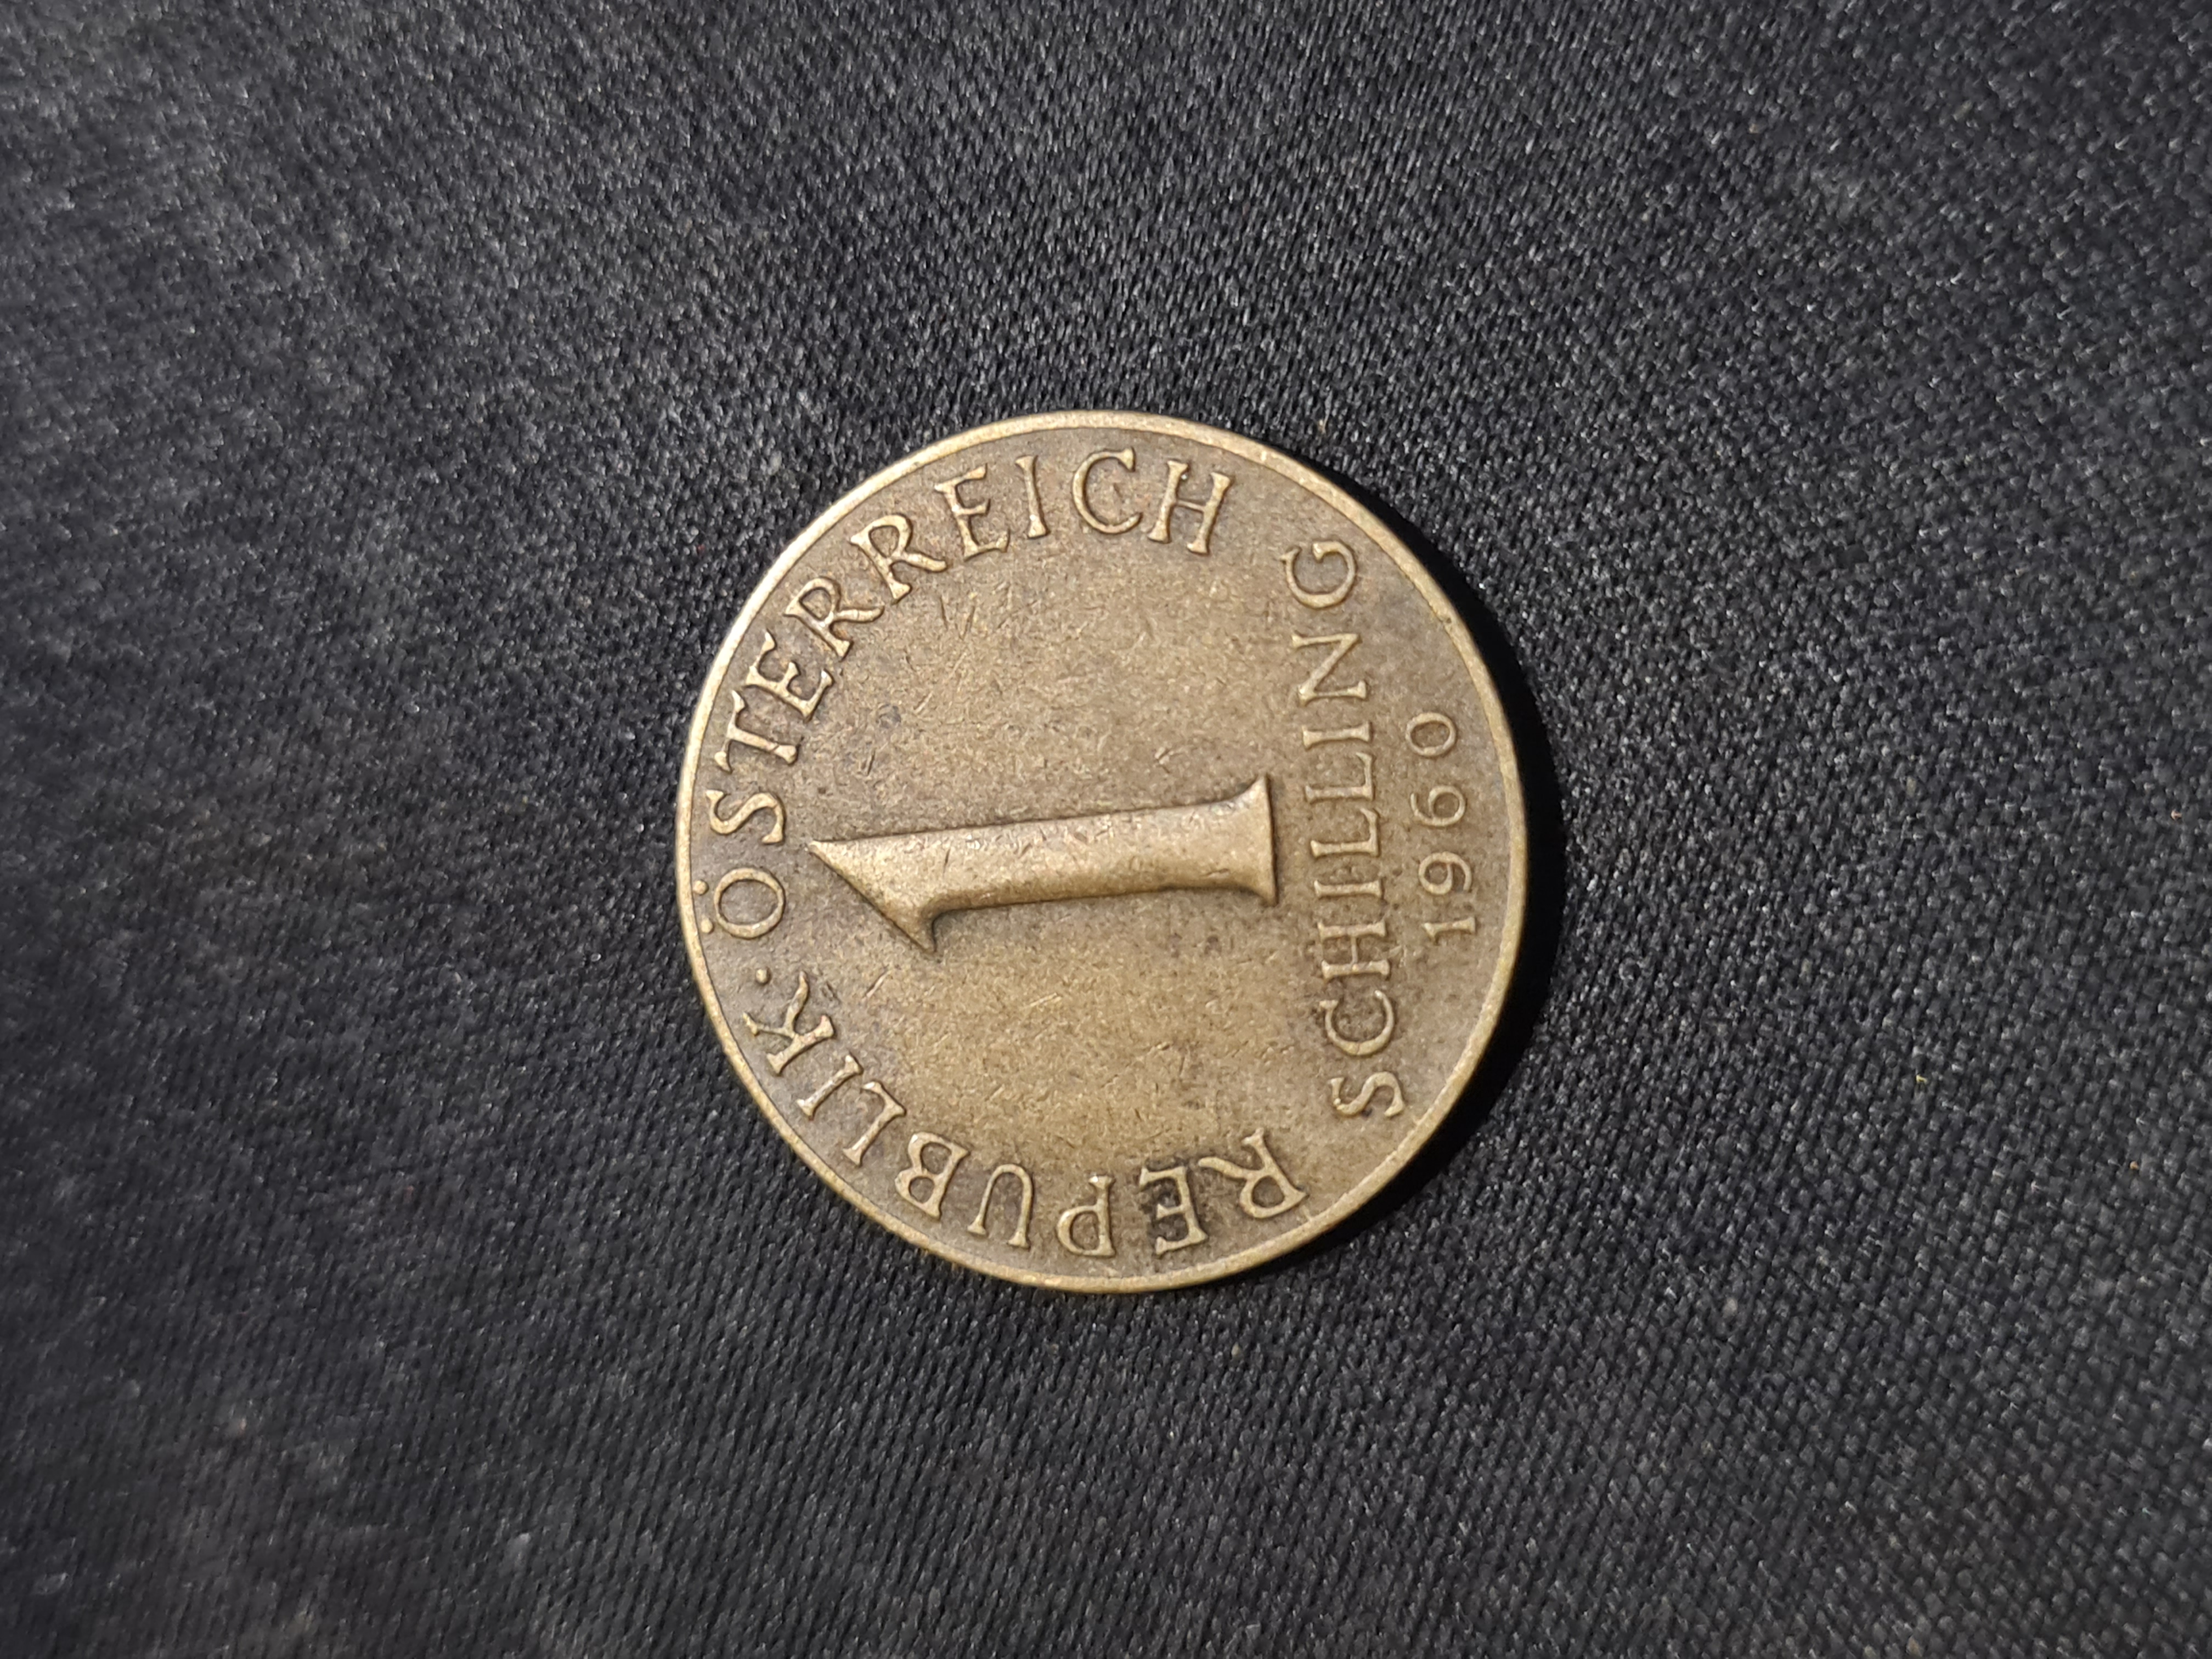 REPUBLIK · ÖSTERREICH
1
SCHILLING
1960